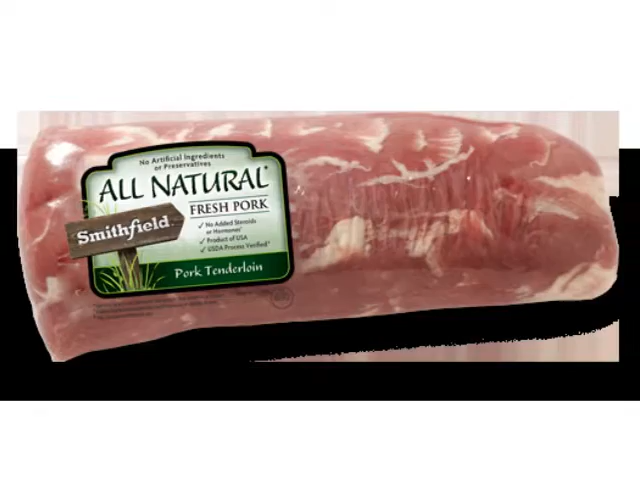 No Artificial Ingredients
or Preservatives
ALL NATURAL*
FRESH PORK
Smithfield
✓ No Added Steroids
or Hormones†
✓ Product of USA
✓ USDA Process Verified*
Pork Tenderloin